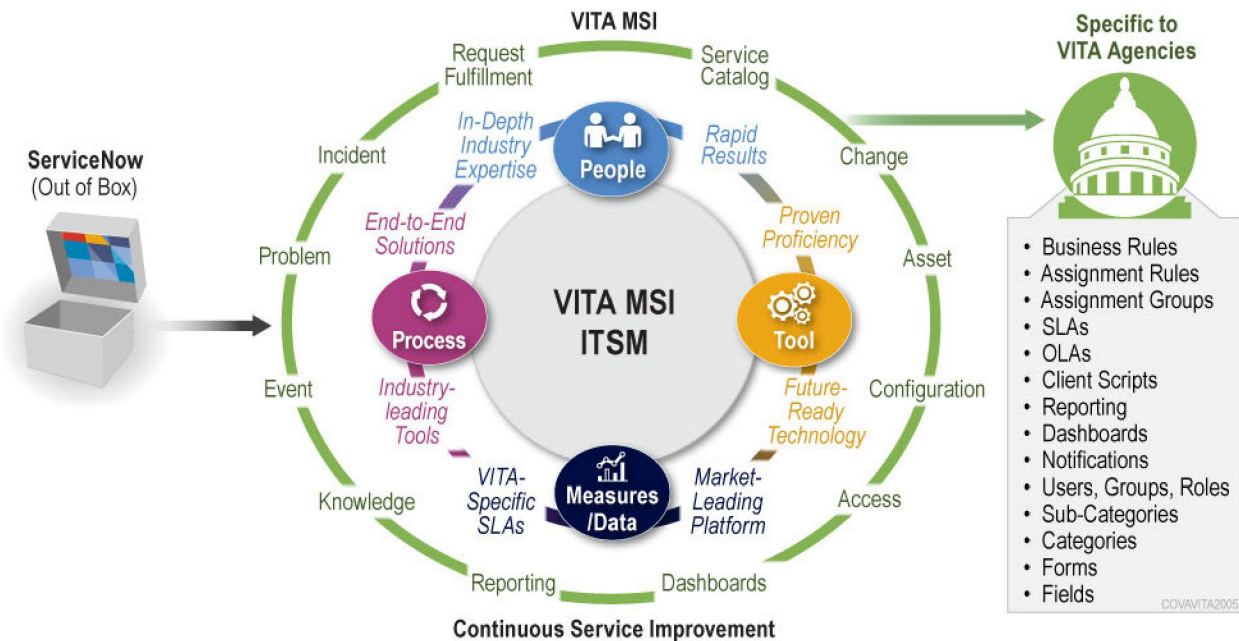 VITA MSI
Specific to
VITA Agencies
ServiceNow
(Out of Box)
Request
Fulfillment
Service
Catalog
Incident
Change
Problem
Asset
Event
Configuration
Knowledge
Access
Reporting
Dashboards
In-Depth
Industry
Expertise
People
Rapid
Results
End-to-End
Solutions
Proven
Proficiency
Process
VITA MSI
ITSM
Tool
Industry-
leading
Tools
Future-
Ready
Technology
VITA-
Specific
SLAs
Measures
/Data
Market-
Leading
Platform
Continuous Service Improvement
• Business Rules
• Assignment Rules
• Assignment Groups
• SLAs
• OLAs
• Client Scripts
• Reporting
• Dashboards
• Notifications
• Users, Groups, Roles
• Sub-Categories
• Categories
• Forms
• Fields
COVAVITA2005